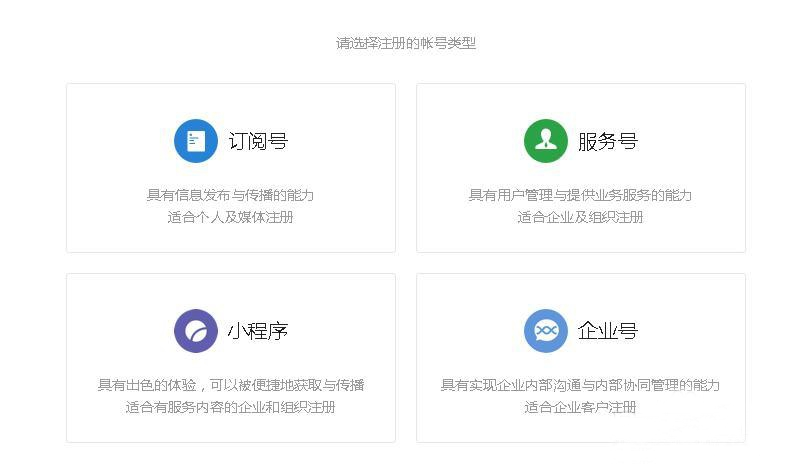 请选择注册的帐号类型
订阅号
具有信息发布与传播的能力
适合个人及媒体注册
服务号
具有用户管理与提供业务服务的能力
适合企业及组织注册
小程序
具有出色的体验，可以被便捷地获取与传播
适合有服务内容的企业和组织注册
企业号
具有实现企业内部沟通与内部协同管理的能力
适合企业客户注册